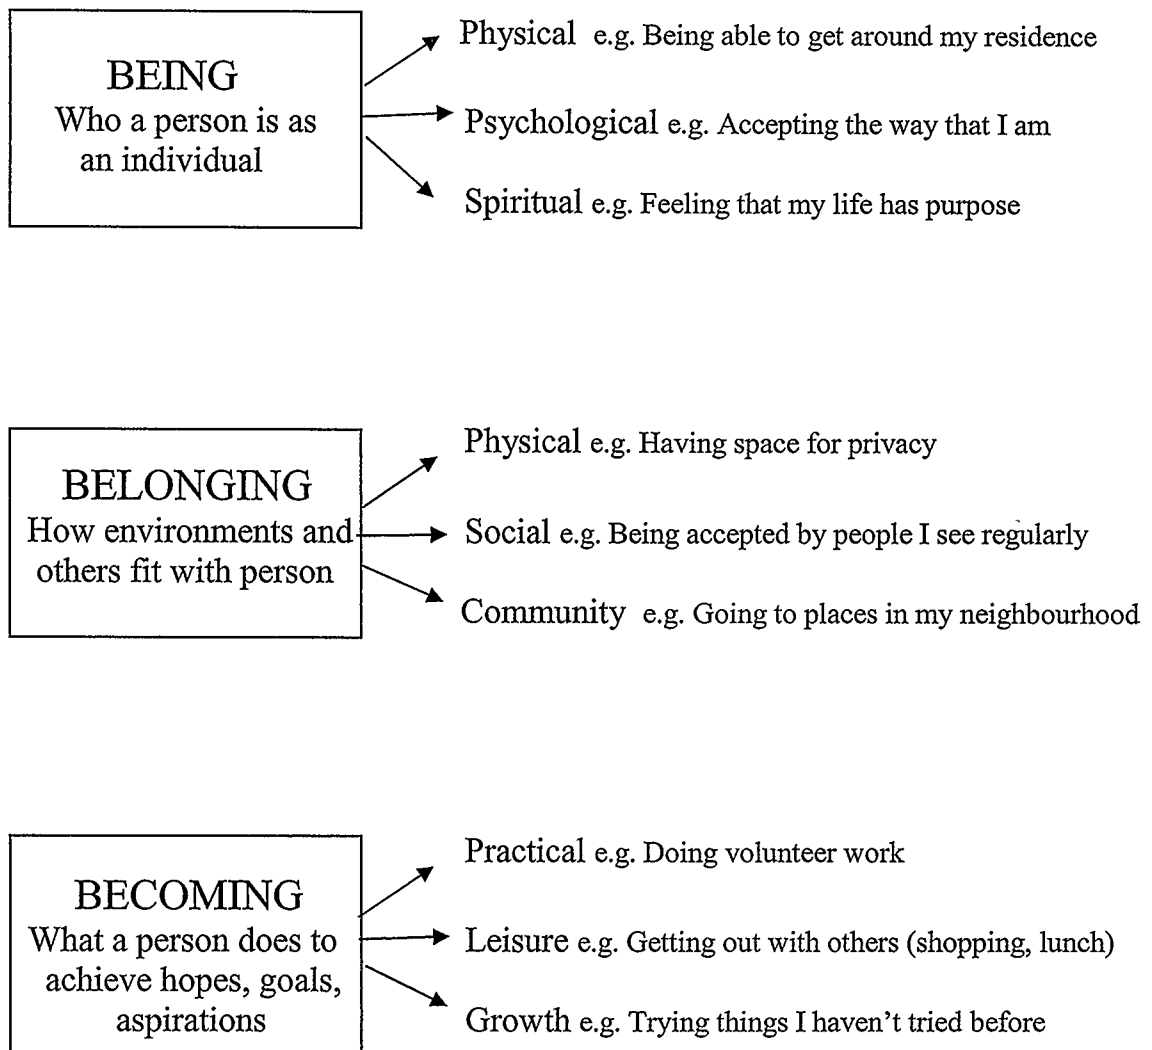 BEING
Who a person is as
an individual
Physical e.g. Being able to get around my residence
Psychological e.g. Accepting the way that I am
Spiritual e.g. Feeling that my life has purpose
BELONGING
How environments and
others fit with person
Physical e.g. Having space for privacy
Social e.g. Being accepted by people I see regularly
Community e.g. Going to places in my neighbourhood
BECOMING
What a person does to
achieve hopes, goals,
aspirations
Practical e.g. Doing volunteer work
Leisure e.g. Getting out with others (shopping, lunch)
Growth e.g. Trying things I haven't tried before